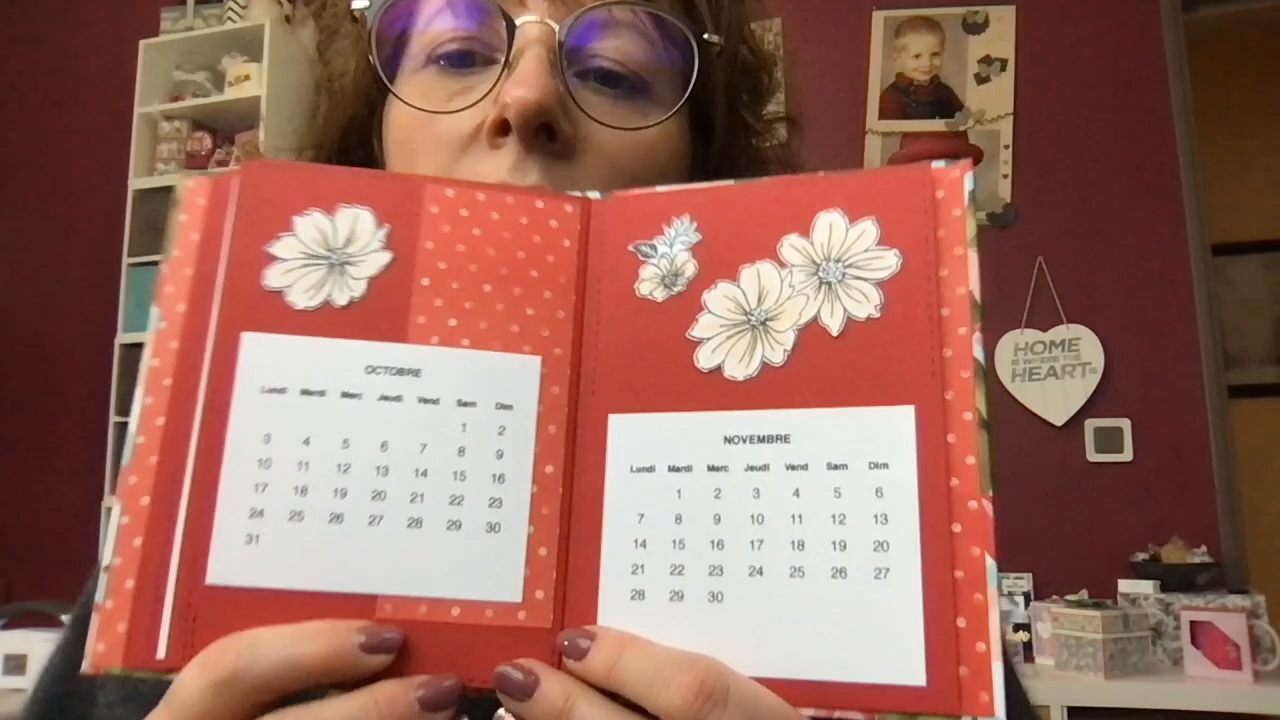 OCTOBRE
Lundi Mardi Merc Jeudi Vend Sam Dim
1 2
3 4 5 6 7 8 9
10 11 12 13 14 15 16
17 18 19 20 21 22 23
24 25 26 27 28 29 30
31
NOVEMBRE
Lundi Mardi Merc Jeudi Vend Sam Dim
1 2 3 4 5 6
7 8 9 10 11 12 13
14 15 16 17 18 19 20
21 22 23 24 25 26 27
28 29 30
HOME
IS WHERE THE
HEART IS